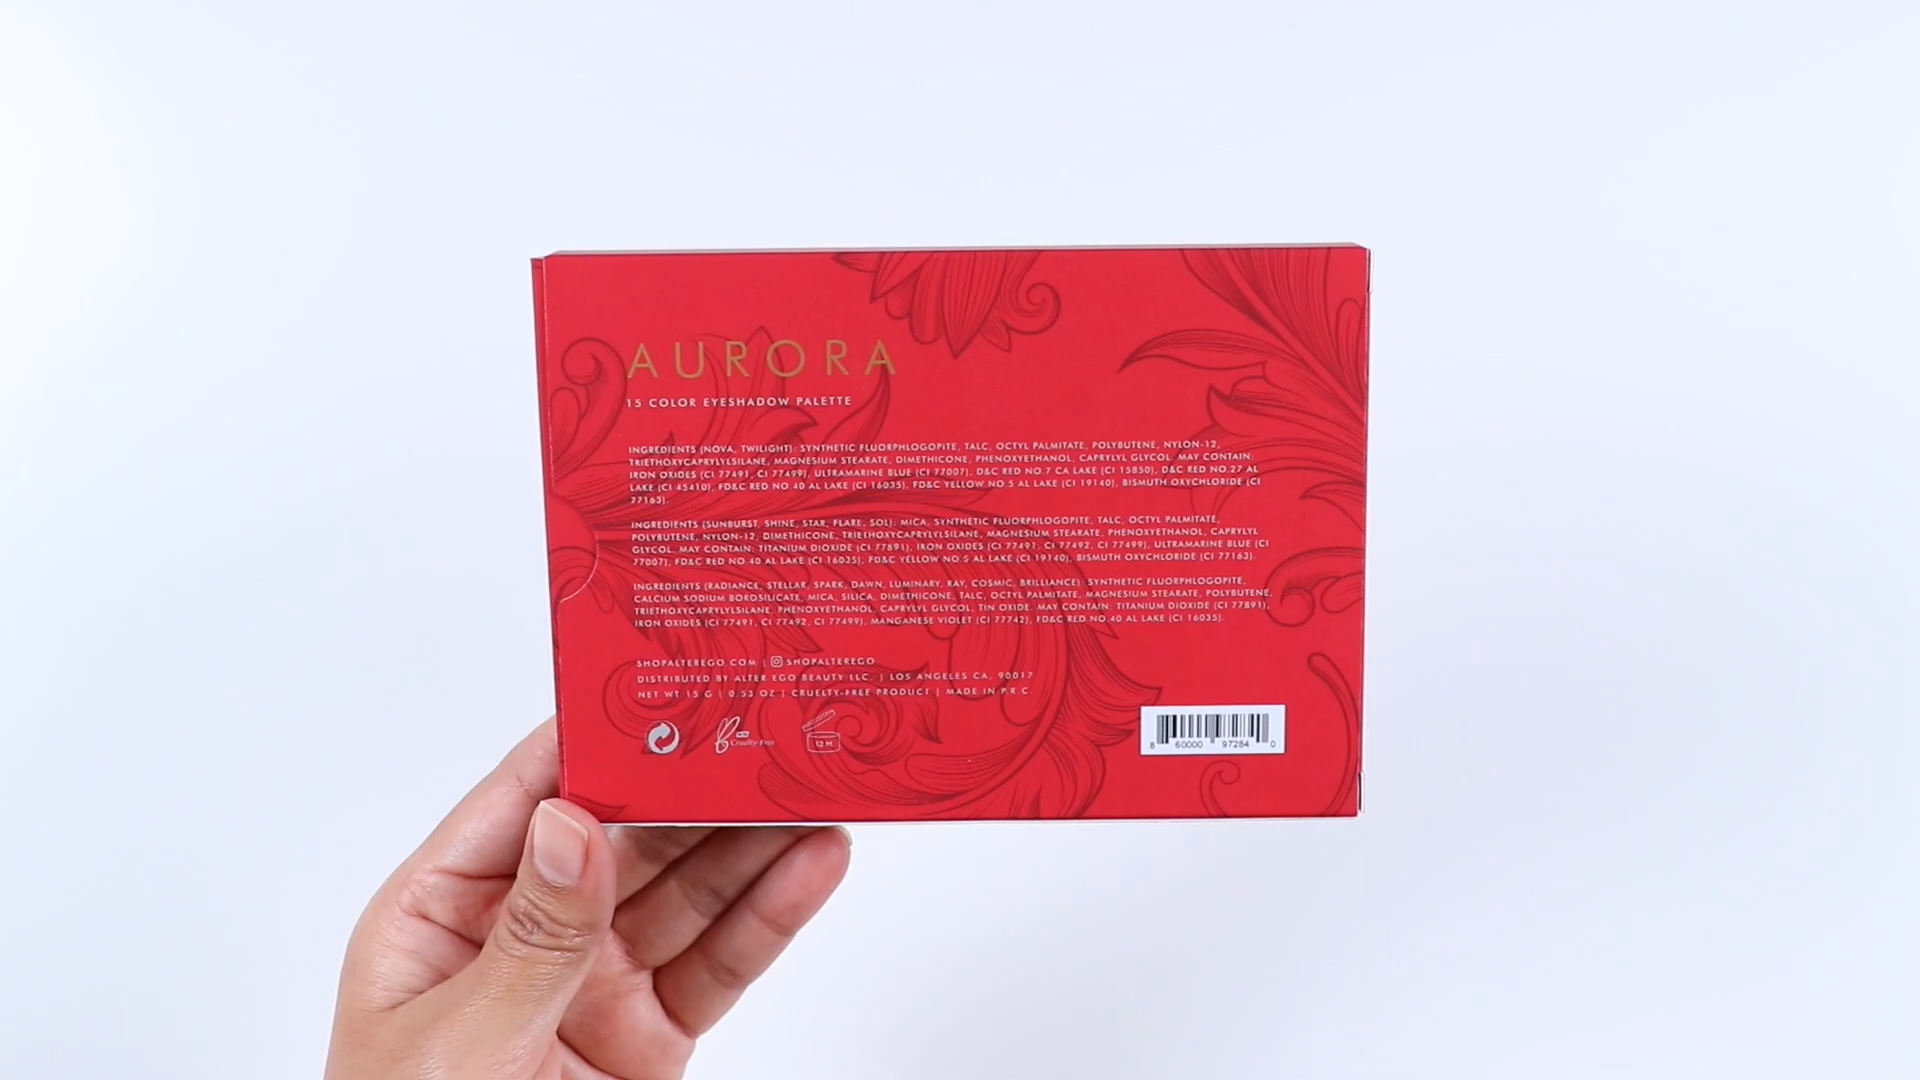 AURORA
15 COLOR EYESHADOW PALETTE
INGREDIENTS (NOVA, TWILIGHT): SYNTHETIC FLUORPHLOGOPITE, TALC, OCTYL PALMITATE, POLYBUTENE, NYLON-12,
TRIETHOXYCAPRYLYLSILANE, MAGNESIUM STEARATE, DIMETHICONE, PHENOXYETHANOL, CAPRYLYL GLYCOL. MAY CONTAIN:
IRON OXIDES (CI 77491, CI 77499), ULTRAMARINE BLUE (CI 77007), D&C RED NO.7 CA LAKE (CI 15850), D&C RED NO.27 AL
LAKE (CI 45410), FD&C RED NO.40 AL LAKE (CI 16035), FD&C YELLOW NO.5 AL LAKE (CI 19140), BISMUTH OXYCHLORIDE (CI
77163).
INGREDIENTS (SUNBURST, SHINE, STAR, FLARE, SOL): MICA, SYNTHETIC FLUORPHLOGOPITE, TALC, OCTYL PALMITATE,
POLYBUTENE, NYLON-12, DIMETHICONE, TRIETHOXYCAPRYLYLSILANE, MAGNESIUM STEARATE, PHENOXYETHANOL, CAPRYLYL
GLYCOL. MAY CONTAIN: TITANIUM DIOXIDE (CI 77891), IRON OXIDES (CI 77491, CI 77492, CI 77499), ULTRAMARINE BLUE (CI
77007), FD&C RED NO.40 AL LAKE (CI 16035), FD&C YELLOW NO.5 AL LAKE (CI 19140), BISMUTH OXYCHLORIDE (CI 77163).
INGREDIENTS (RADIANCE, STELLAR, SPARK, DAWN, LUMINARY, RAY, COSMIC, BRILLIANCE): SYNTHETIC FLUORPHLOGOPITE,
CALCIUM SODIUM BOROSILICATE, MICA, SILICA, DIMETHICONE, TALC, OCTYL PALMITATE, MAGNESIUM STEARATE, POLYBUTENE,
TRIETHOXYCAPRYLYLSILANE, PHENOXYETHANOL, CAPRYLYL GLYCOL, TIN OXIDE. MAY CONTAIN: TITANIUM DIOXIDE (CI 77891),
IRON OXIDES (CI 77491, CI 77492, CI 77499), MANGANESE VIOLET (CI 77742), FD&C RED NO.40 AL LAKE (CI 16035).
SHOPALTEREGO.COM | SHOPALTEREGO
DISTRIBUTED BY ALTER EGO BEAUTY LLC. | LOS ANGELES CA, 90017
NET WT 15 G | 0.53 OZ | CRUELTY-FREE PRODUCT | MADE IN P.R.C
Cruelty-Free
12 M
8 60000 97284 0